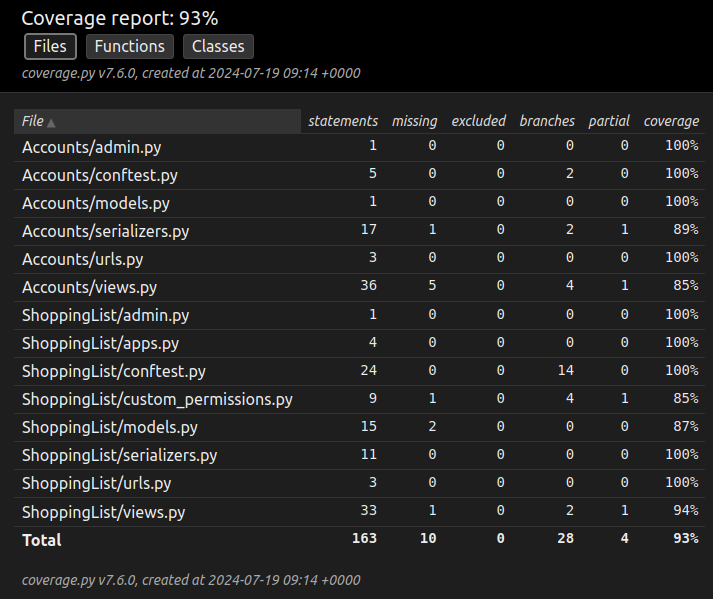 Coverage report: 93%
Files Functions Classes
coverage.py v7.6.0, created at 2024-07-19 09:14 +0000
File ▲ statements missing excluded branches partial coverage
Accounts/admin.py 1 0 0 0 0 100%
Accounts/conftest.py 5 0 0 2 0 100%
Accounts/models.py 1 0 0 0 0 100%
Accounts/serializers.py 17 1 0 2 1 89%
Accounts/urls.py 3 0 0 0 0 100%
Accounts/views.py 36 5 0 4 1 85%
ShoppingList/admin.py 1 0 0 0 0 100%
ShoppingList/apps.py 4 0 0 0 0 100%
ShoppingList/conftest.py 24 0 0 14 0 100%
ShoppingList/custom_permissions.py 9 1 0 4 1 85%
ShoppingList/models.py 15 2 0 0 0 87%
ShoppingList/serializers.py 11 0 0 0 0 100%
ShoppingList/urls.py 3 0 0 0 0 100%
ShoppingList/views.py 33 1 0 2 1 94%
Total 163 10 0 28 4 93%
coverage.py v7.6.0, created at 2024-07-19 09:14 +0000